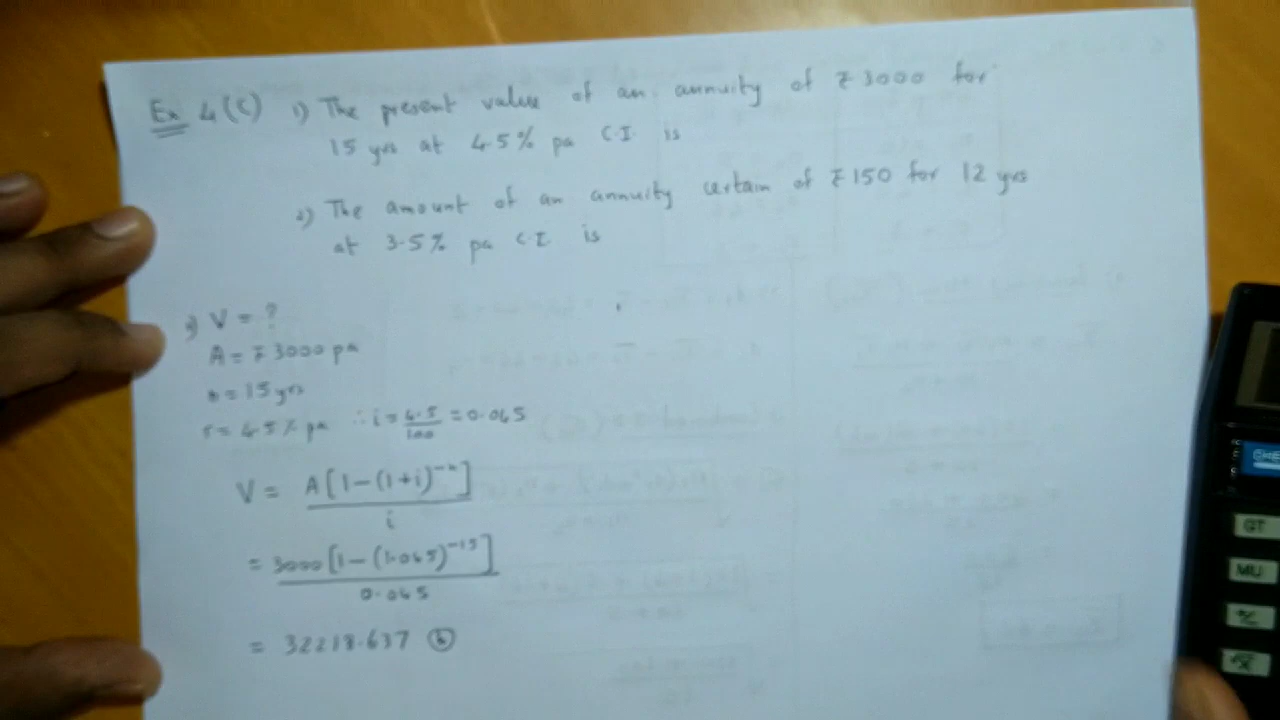 Ex 4(C) 1) The present value of an annuity of ₹3000 for
15 yrs at 4.5% pa C.I. is
2) The amount of an annuity certain of ₹150 for 12 yrs
at 3.5% pa C.I. is
V = ?
A = ₹3000 pa
n = 15 yrs
r = 4.5% pa ∴ i = 4.5/100 = 0.045
V = A[1-(1+i)^-n]/i
= 3000[1-(1.045)^-15]/0.045
= 32218.637 (b)
GT
MU